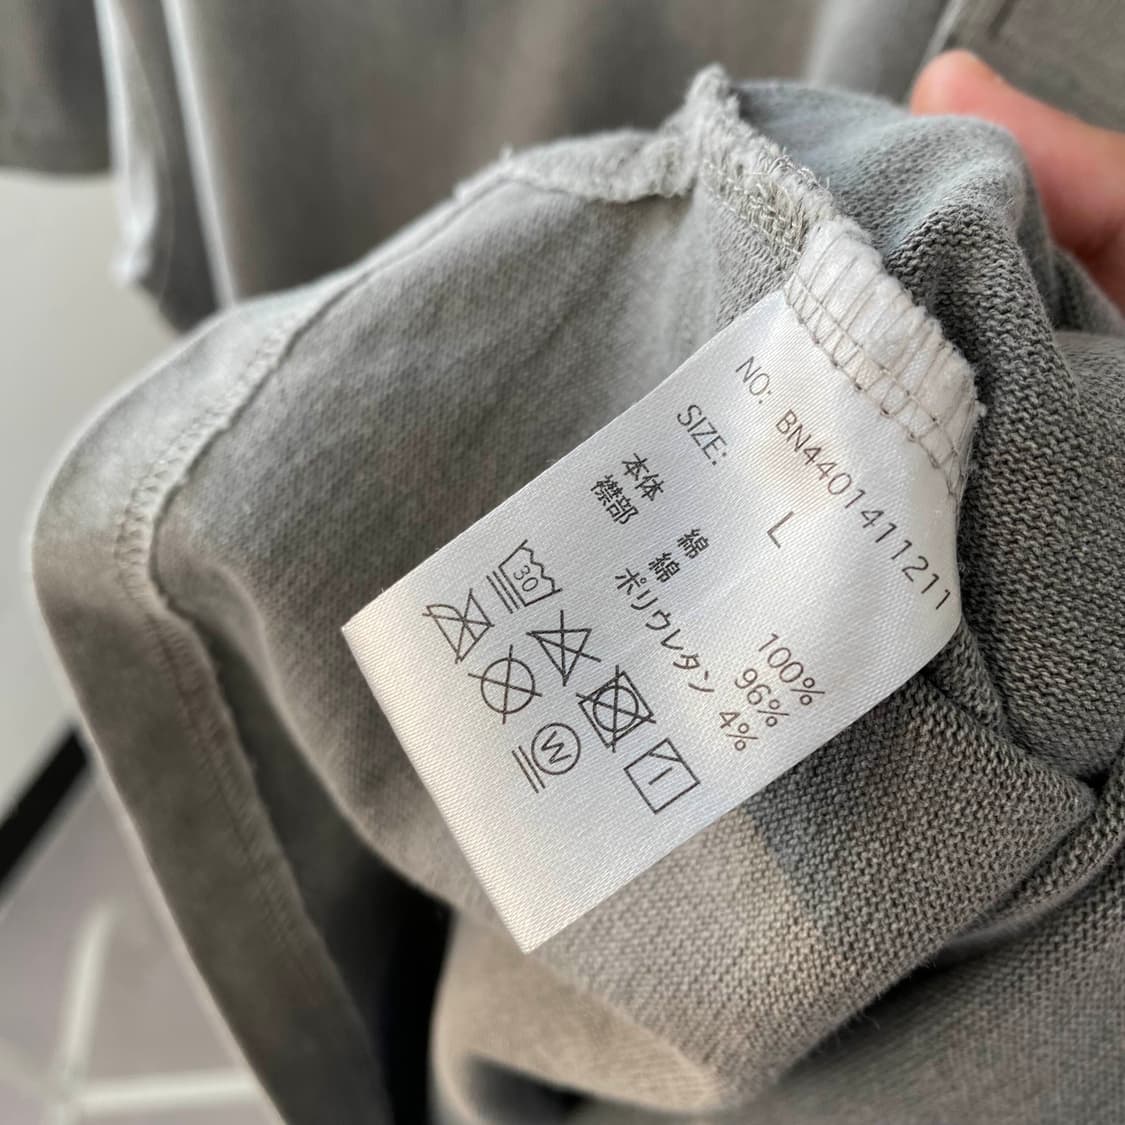 NO: BN4401411211
SIZE: L
本体 綿 100%
襟部 綿 96%
ポリウレタン 4%
30
W